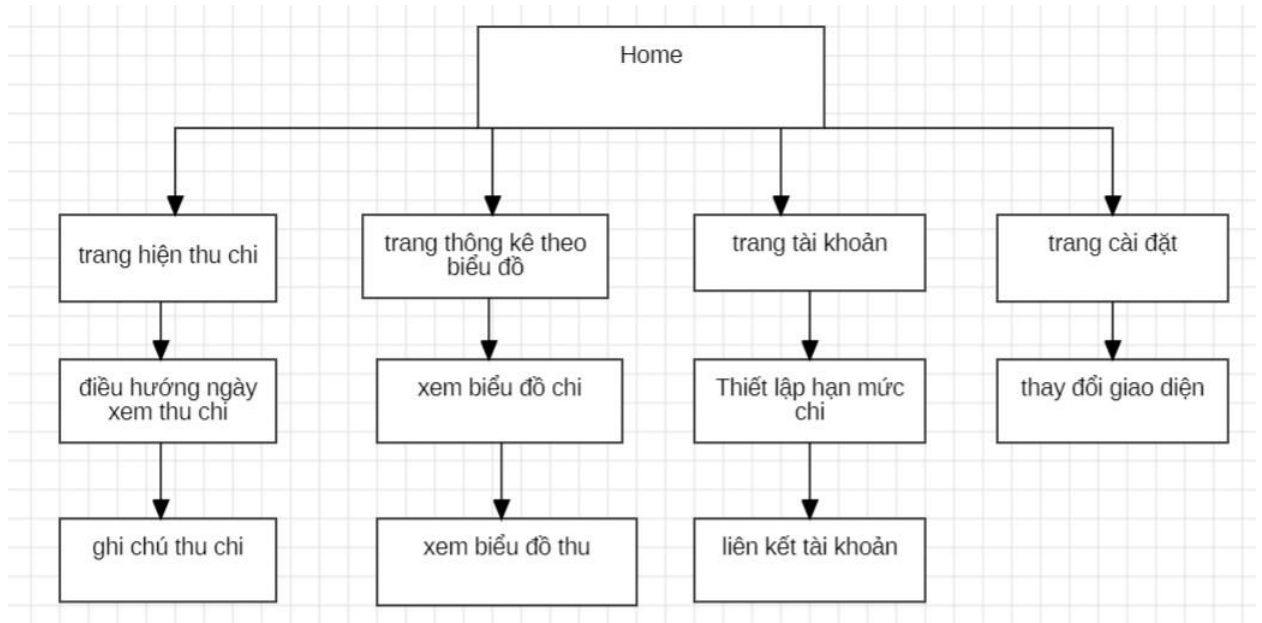 Home
trang hiện thu chi
trang thông kê theo
biểu đồ
trang tài khoản
trang cài đặt
điều hướng ngày
xem thu chi
xem biểu đồ chi
Thiết lập hạn mức
chi
thay đổi giao diện
ghi chú thu chi
xem biểu đồ thu
liên kết tài khoản